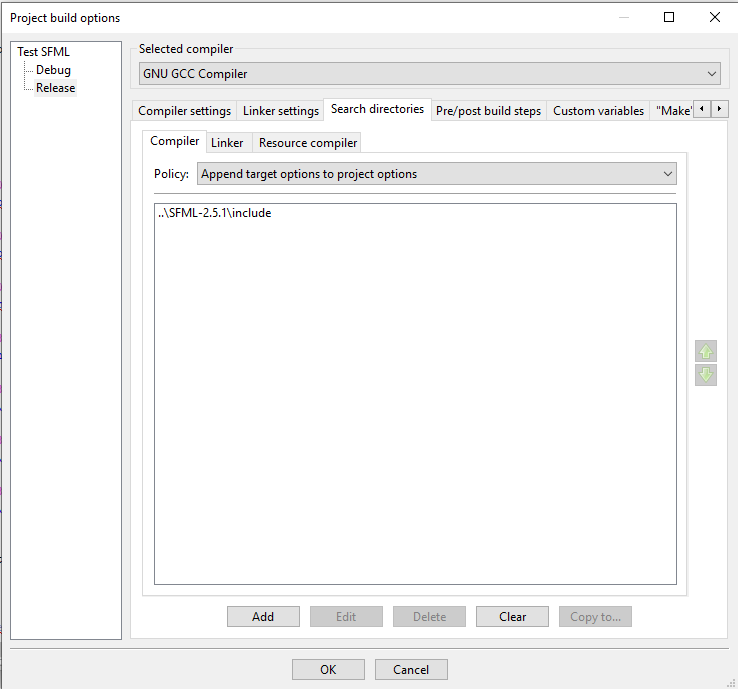 Project build options
Test SFML
Debug
Release
Selected compiler
GNU GCC Compiler
Compiler settings Linker settings Search directories Pre/post build steps Custom variables "Make'
Compiler Linker Resource compiler
Policy: Append target options to project options
..\SFML-2.5.1\include
Add Edit Delete Clear Copy to...
OK Cancel